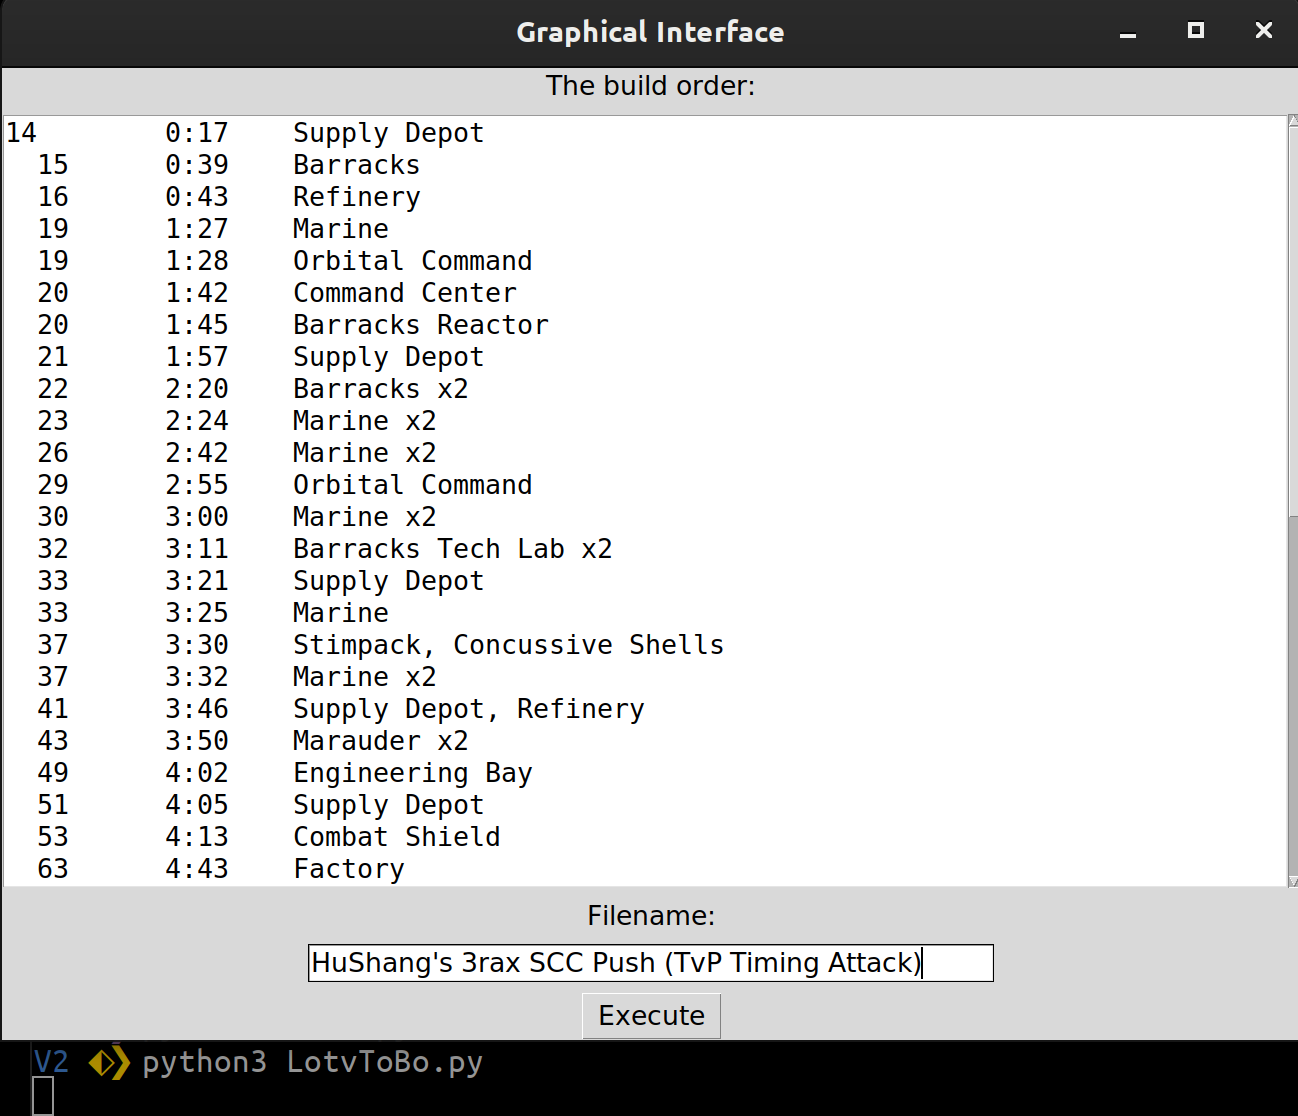 Graphical Interface
The build order:
14 0:17 Supply Depot
15 0:39 Barracks
16 0:43 Refinery
19 1:27 Marine
19 1:28 Orbital Command
20 1:42 Command Center
20 1:45 Barracks Reactor
21 1:57 Supply Depot
22 2:20 Barracks x2
23 2:24 Marine x2
26 2:42 Marine x2
29 2:55 Orbital Command
30 3:00 Marine x2
32 3:11 Barracks Tech Lab x2
33 3:21 Supply Depot
33 3:25 Marine
37 3:30 Stimpack, Concussive Shells
37 3:32 Marine x2
41 3:46 Supply Depot, Refinery
43 3:50 Marauder x2
49 4:02 Engineering Bay
51 4:05 Supply Depot
53 4:13 Combat Shield
63 4:43 Factory
Filename:
HuShang's 3rax SCC Push (TvP Timing Attack)
Execute
V2 python3 LotvToBo.py